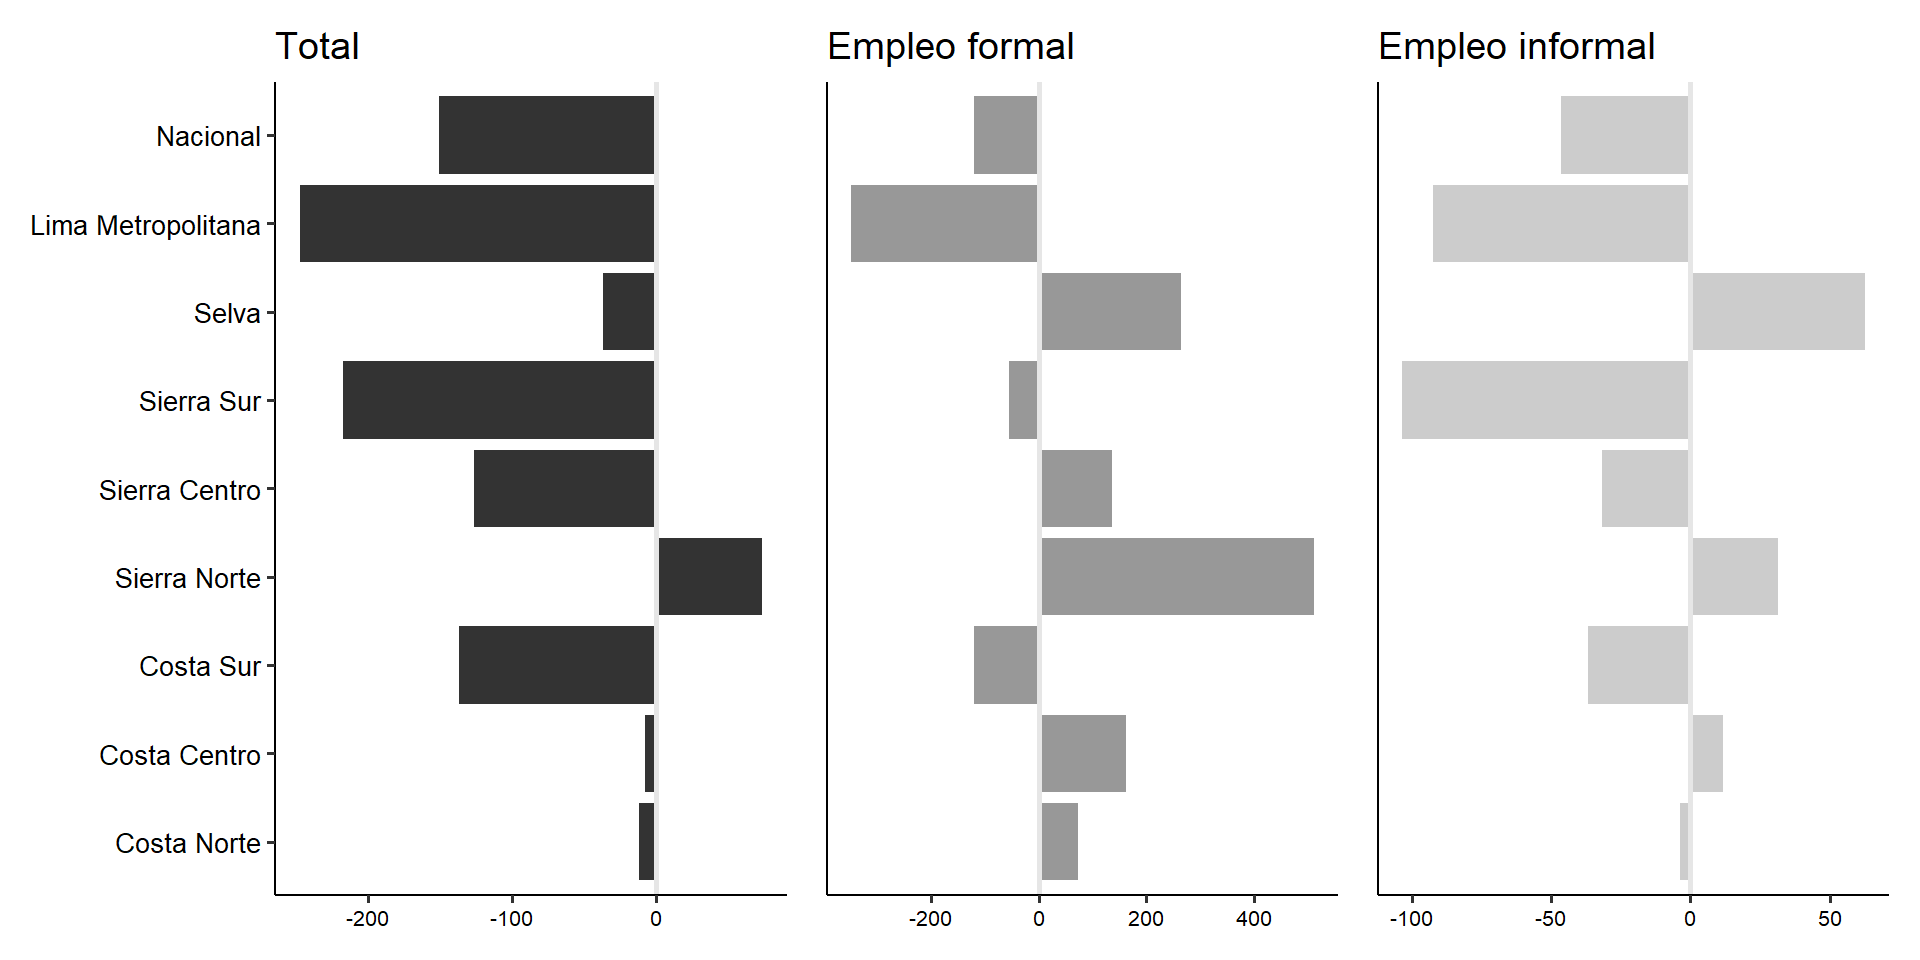 Total
Empleo formal
Empleo informal
Nacional
Lima Metropolitana
Selva
Sierra Sur
Sierra Centro
Sierra Norte
Costa Sur
Costa Centro
Costa Norte
-200 -100 0
-200 0 200 400
-100 -50 0 50